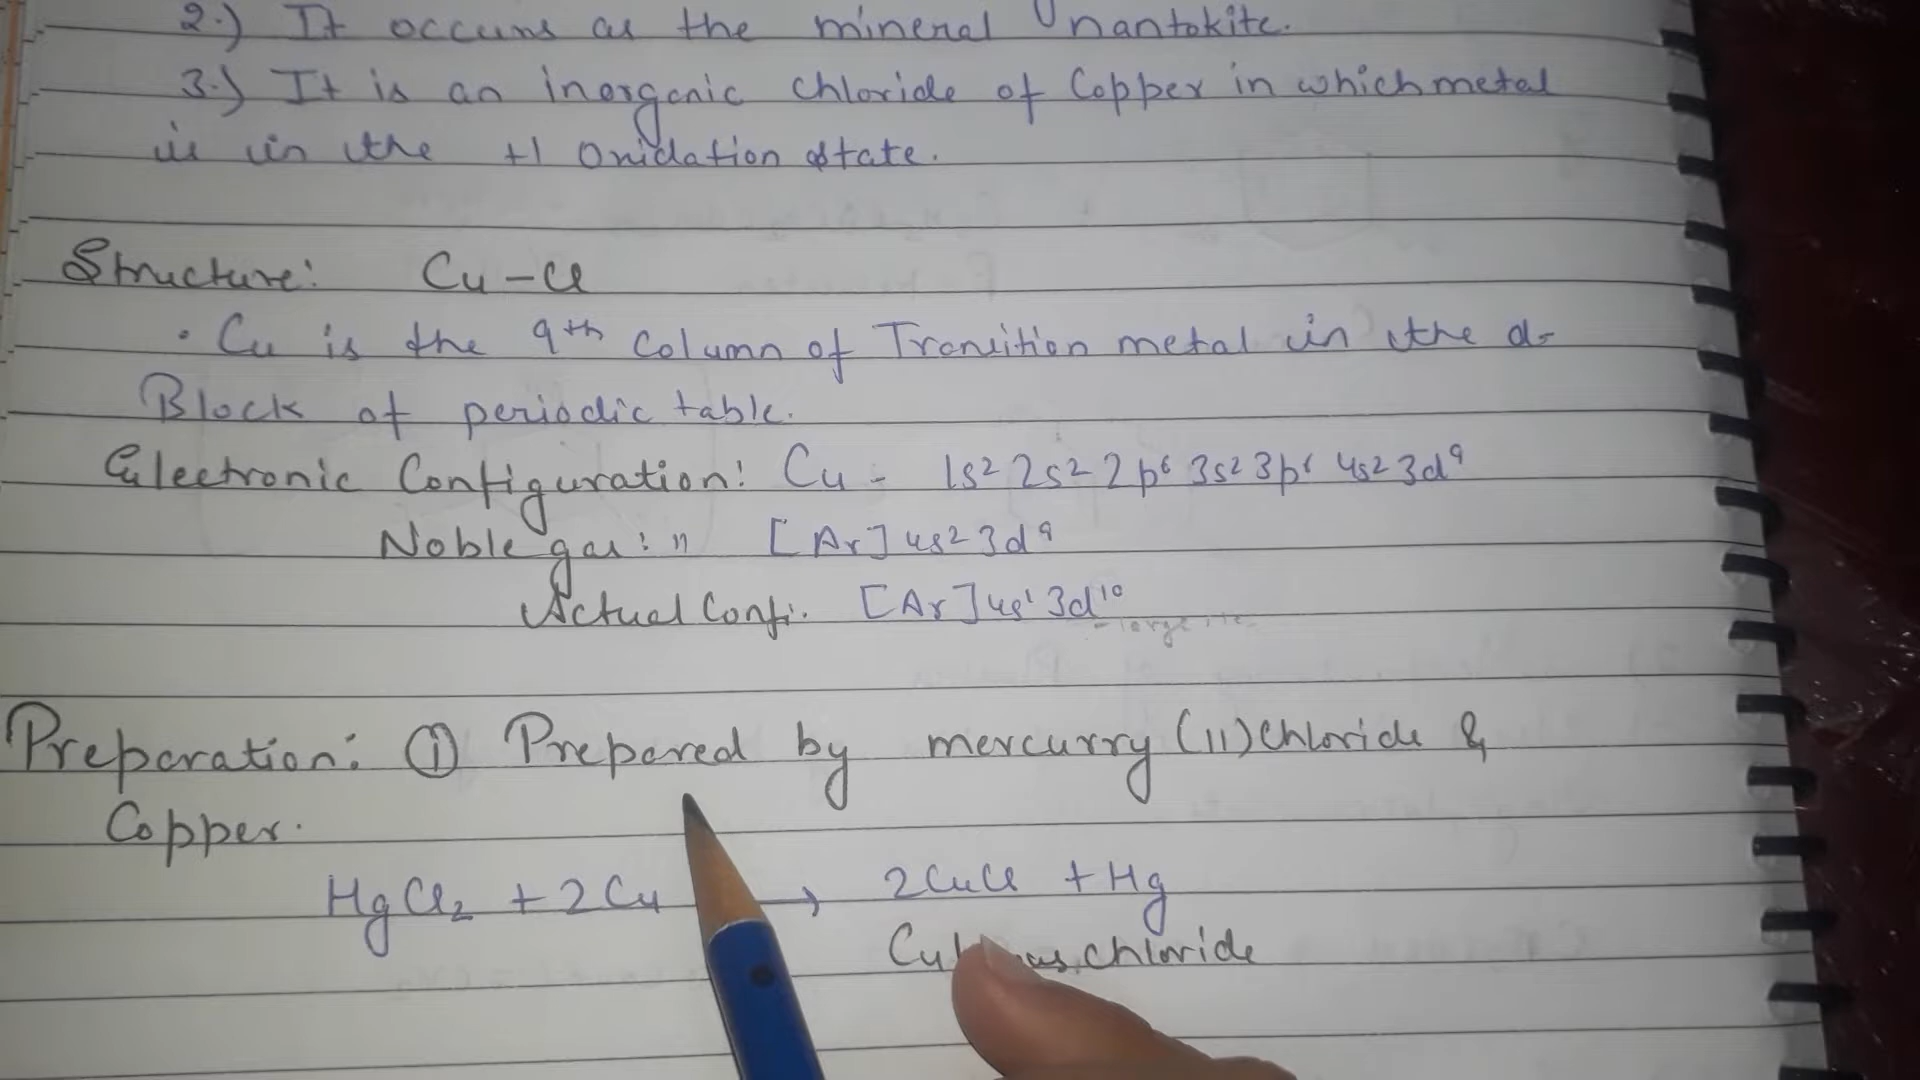 2.) It occurs as the mineral nantokite.
3.) It is an inorganic chloride of Copper in which metal
is in the +1 Oxidation state.
Structure: Cu-Cl
• Cu is the 9th Column of Transition metal in the d-
Block of periodic table.
Electronic Configuration: Cu - 1s² 2s² 2p⁶ 3s² 3p⁶ 4s² 3d⁹
Noble gas: " [Ar] 4s² 3d⁹
Actual Confi. [Ar] 4s¹ 3d¹⁰
Preparation: ① Prepared by mercurry (II) Chloride &
Copper.
HgCl₂ + 2Cu → 2CuCl + Hg
chloride